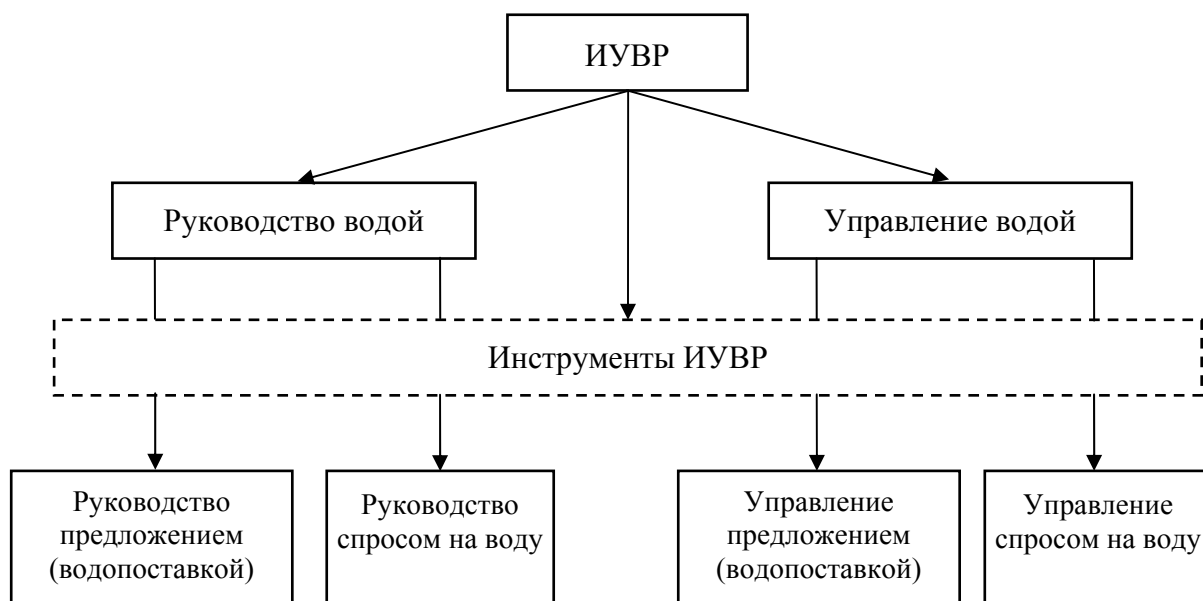 ИУВР
Руководство водой
Управление водой
Инструменты ИУВР
Руководство
предложением
(водопоставкой)
Руководство
спросом на воду
Управление
предложением
(водопоставкой)
Управление
спросом на воду